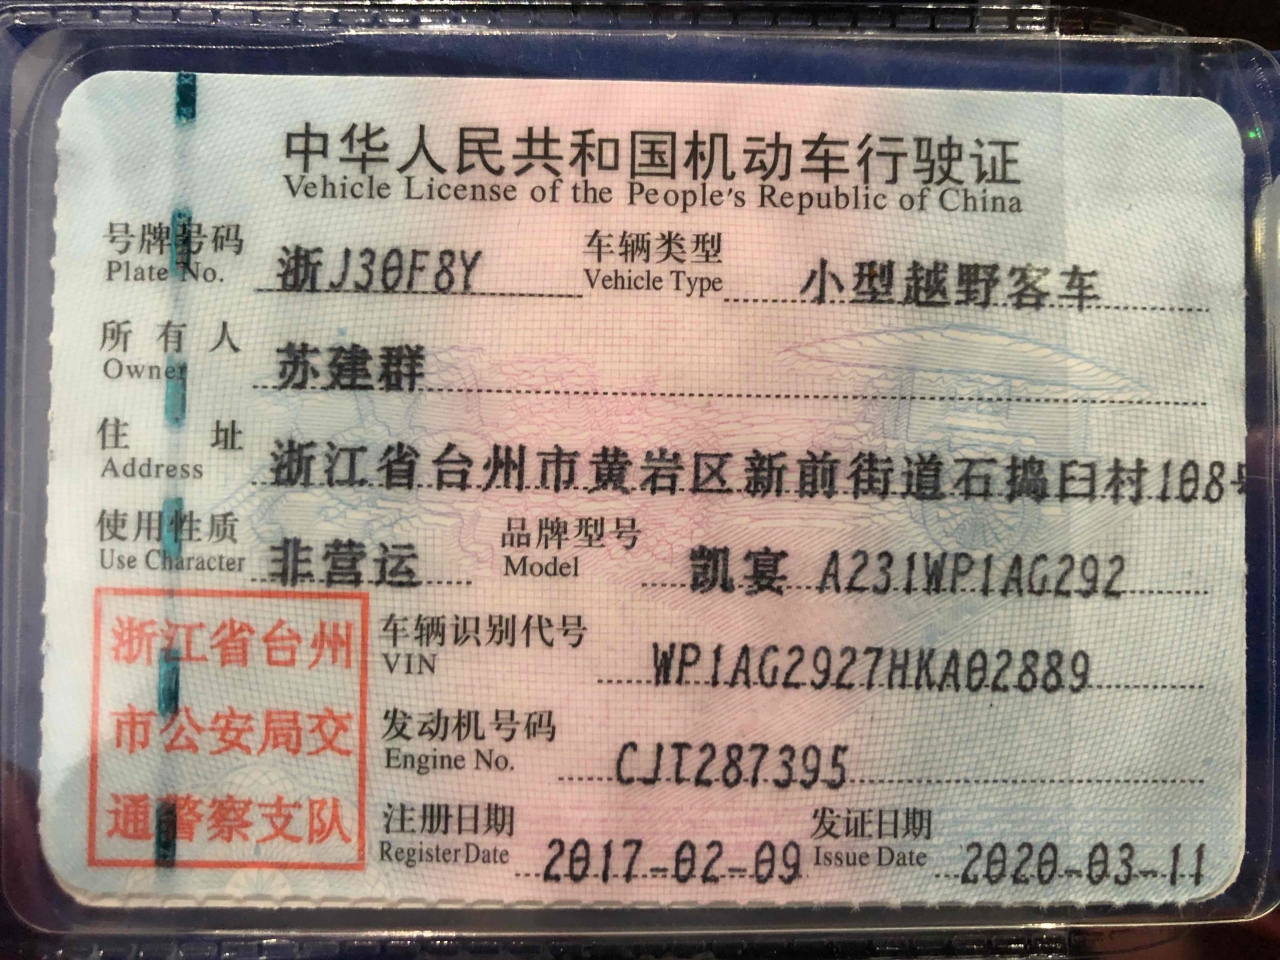 中华人民共和国机动车行驶证
Vehicle License of the People's Republic of China
号牌号码 浙J30F8Y 车辆类型 小型越野客车
Plate No. Vehicle Type
所有人 苏建群
Owner
住址 浙江省台州市黄岩区新前街道石捣臼村108号
Address
使用性质 非营运 品牌型号 凯宴 A231WP1AG292
Use Character Model
浙江省台州
市公安局交
通警察支队
车辆识别代号 WP1AG2927HKA02889
VIN
发动机号码 CJT287395
Engine No.
注册日期 2017-02-09 发证日期 2020-03-11
Register Date Issue Date